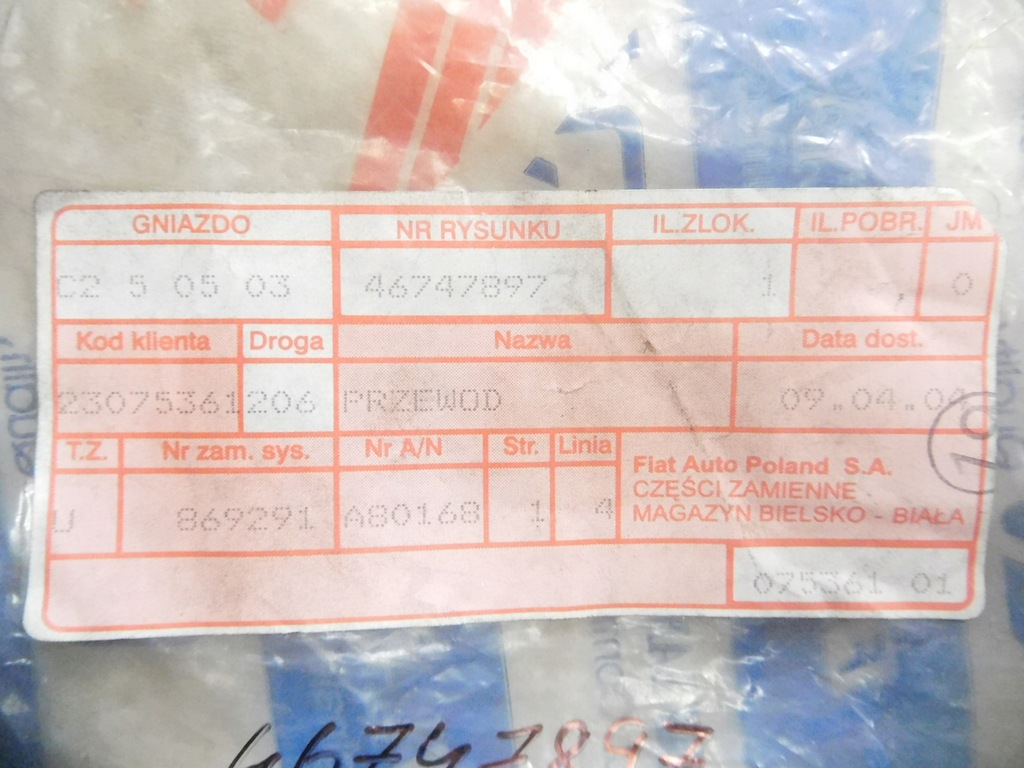 GNIAZDO NR RYSUNKU IL.ZLOK. IL.POBR. JM
C2 5 05 03 46747897 1 -, 0
Kod klienta Droga Nazwa Data dost.
23075361 206 PRZEWOD 09.04.04
T.Z. Nr zam. sys. Nr A/N Str. Linia
U 869291 A80168 1 4
Fiat Auto Poland S.A.
CZĘŚCI ZAMIENNE
MAGAZYN BIELSKO - BIAŁA
19
075361 01
46747897